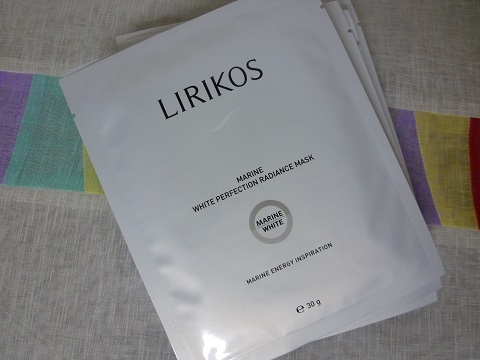 LIRIKOS
MARINE
WHITE PERFECTION RADIANCE MASK
MARINE
WHITE
MARINE ENERGY INSPIRATION
℮ 30 g